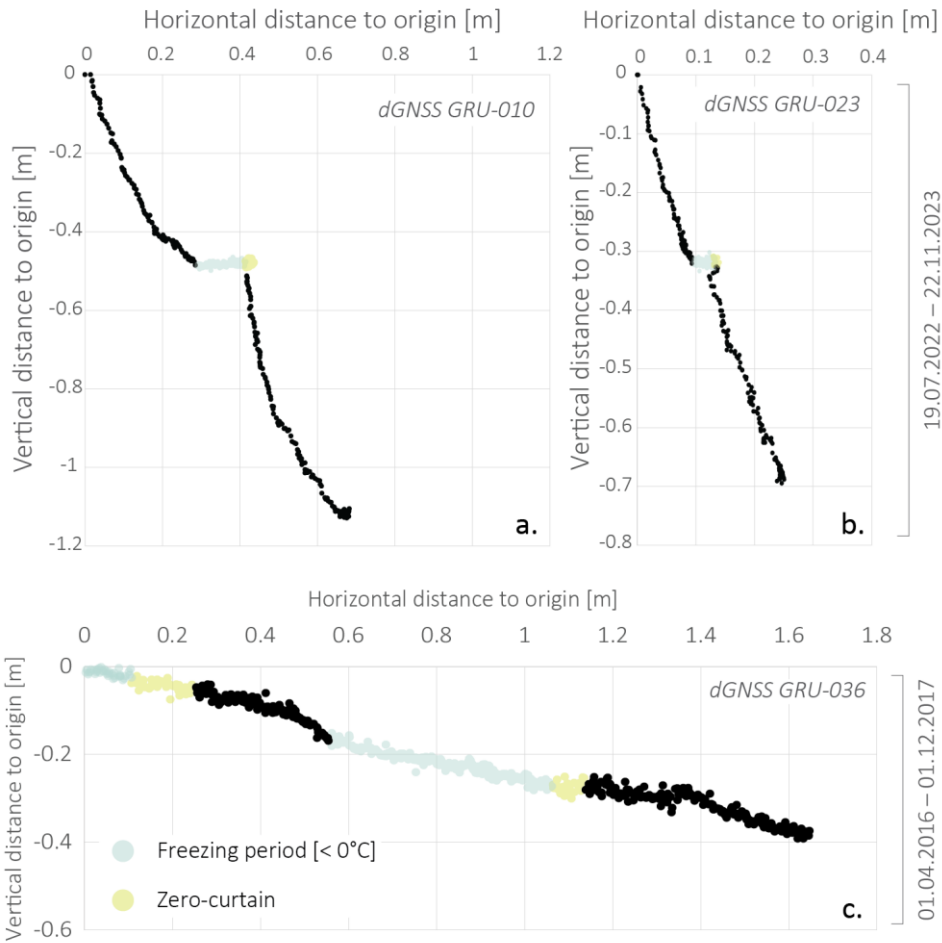 Horizontal distance to origin [m]
0 0.2 0.4 0.6 0.8 1 1.2
0
-0.2
-0.4
-0.6
-0.8
-1
-1.2
Vertical distance to origin [m]
dGNSS GRU-010
a.
Horizontal distance to origin [m]
0 0.1 0.2 0.3 0.4
0
-0.1
-0.2
-0.3
-0.4
-0.5
-0.6
-0.7
-0.8
Vertical distance to origin [m]
dGNSS GRU-023
b.
19.07.2022 – 22.11.2023
Horizontal distance to origin [m]
0 0.2 0.4 0.6 0.8 1 1.2 1.4 1.6 1.8
0
-0.2
-0.4
-0.6
Vertical distance to origin [m]
dGNSS GRU-036
Freezing period [< 0°C]
Zero-curtain
c.
01.04.2016 – 01.12.2017